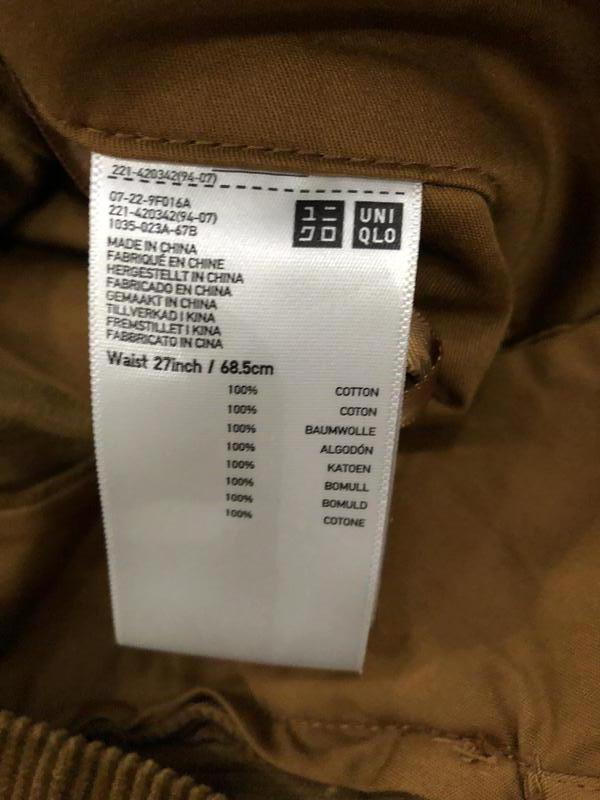 221-420342(94-07)
07-22-9F016A
221-420342(94-07)
1035-023A-67B
ユニ
クロ
UNI
QLO
MADE IN CHINA
FABRIQUÉ EN CHINE
HERGESTELLT IN CHINA
FABRICADO EN CHINA
GEMAAKT IN CHINA
TILLVERKAD I KINA
FREMSTILLET I KINA
FABBRICATO IN CINA
Waist 27inch / 68.5cm
100% COTTON
100% COTON
100% BAUMWOLLE
100% ALGODÓN
100% KATOEN
100% BOMULL
100% BOMULD
100% COTONE